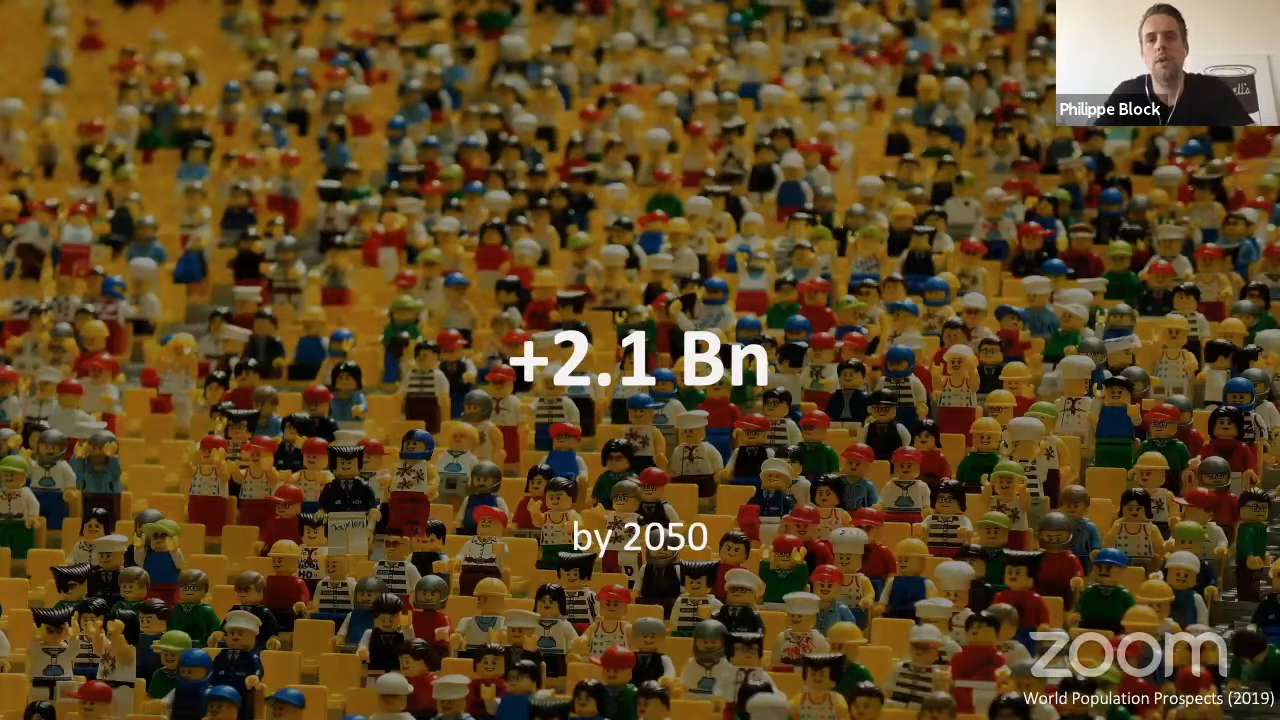 Philippe Block
+2.1 Bn
by 2050
zoom
World Population Prospects (2019)